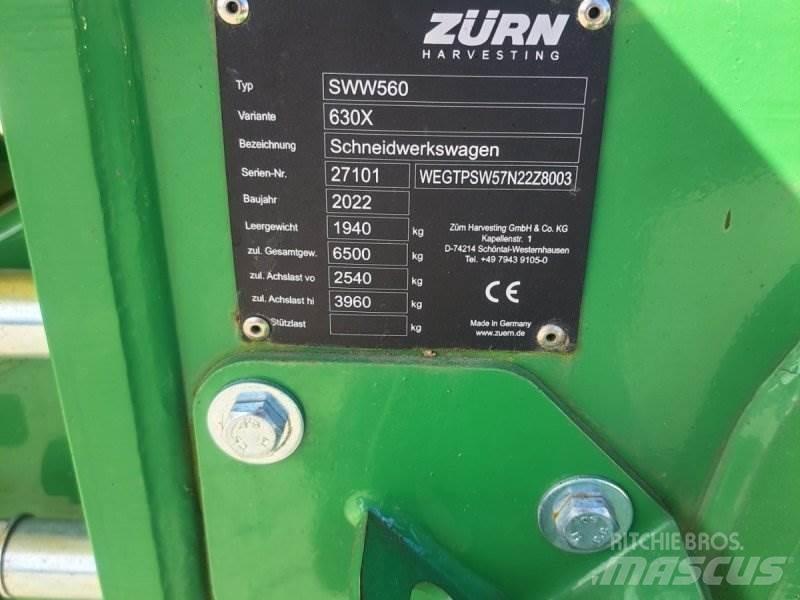 ZÜRN
HARVESTING
Typ SWW560
Variante 630X
Bezeichnung Schneidwerkswagen
Serien-Nr. 27101 WEGTPSW57N22Z8003
Baujahr 2022
Leergewicht 1940 kg
zul. Gesamtgew. 6500 kg
zul. Achslast vo 2540 kg
zul. Achslast hi 3960 kg
Stützlast kg
Zürn Harvesting GmbH & Co. KG
Kapellenstr. 1
D-74214 Schöntal-Westernhausen
Tel. +49 7943 9105-0
CE
Made in Germany
www.zuern.de
RITCHIE BROS.
MASCUS